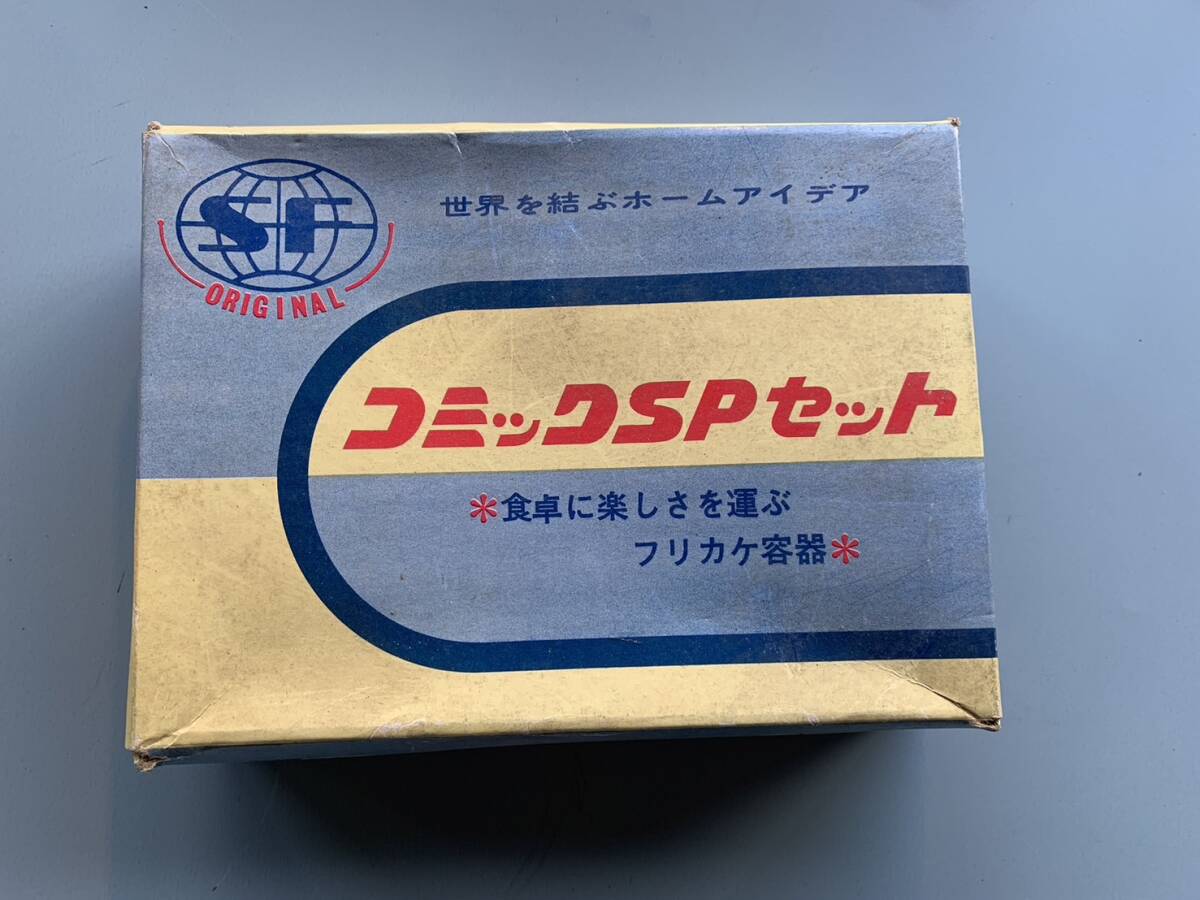 SF
ORIGINAL
世界を結ぶホームアイデア
コミックSPセット
*食卓に楽しさを運ぶ
フリカケ容器*